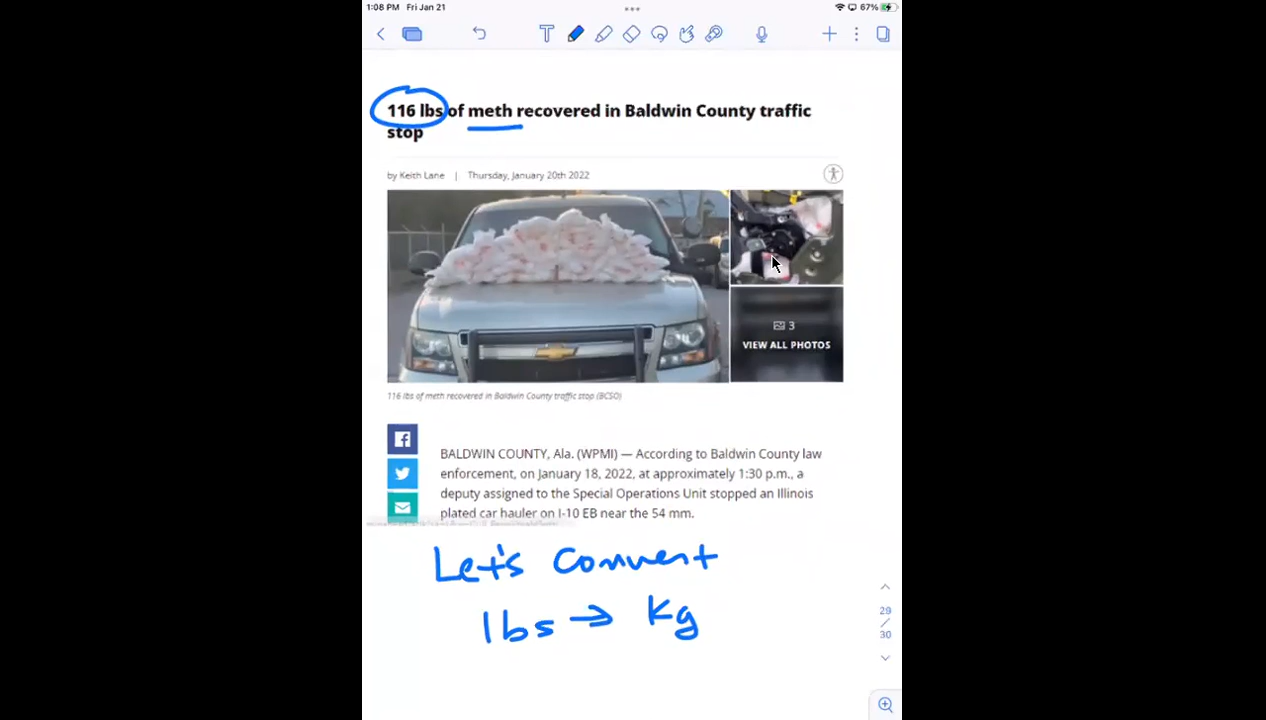 1:08 PM Fri Jan 21
67%
116 lbs of meth recovered in Baldwin County traffic
stop
by Keith Lane | Thursday, January 20th 2022
3
VIEW ALL PHOTOS
116 lbs of meth recovered in Baldwin County traffic stop (BCSO)
BALDWIN COUNTY, Ala. (WPMI) — According to Baldwin County law
enforcement, on January 18, 2022, at approximately 1:30 p.m., a
deputy assigned to the Special Operations Unit stopped an Illinois
plated car hauler on I-10 EB near the 54 mm.
Let's Convert
lbs → kg
29
/
30